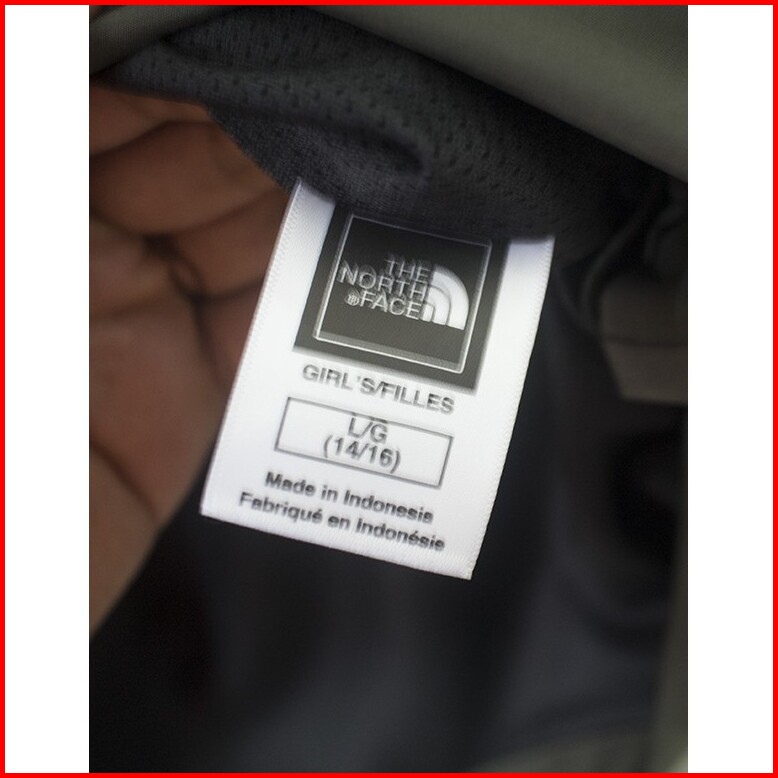 THE
NORTH
FACE
GIRL'S/FILLES
L/G
(14/16)
Made in Indonesia
Fabriqué en Indonésie